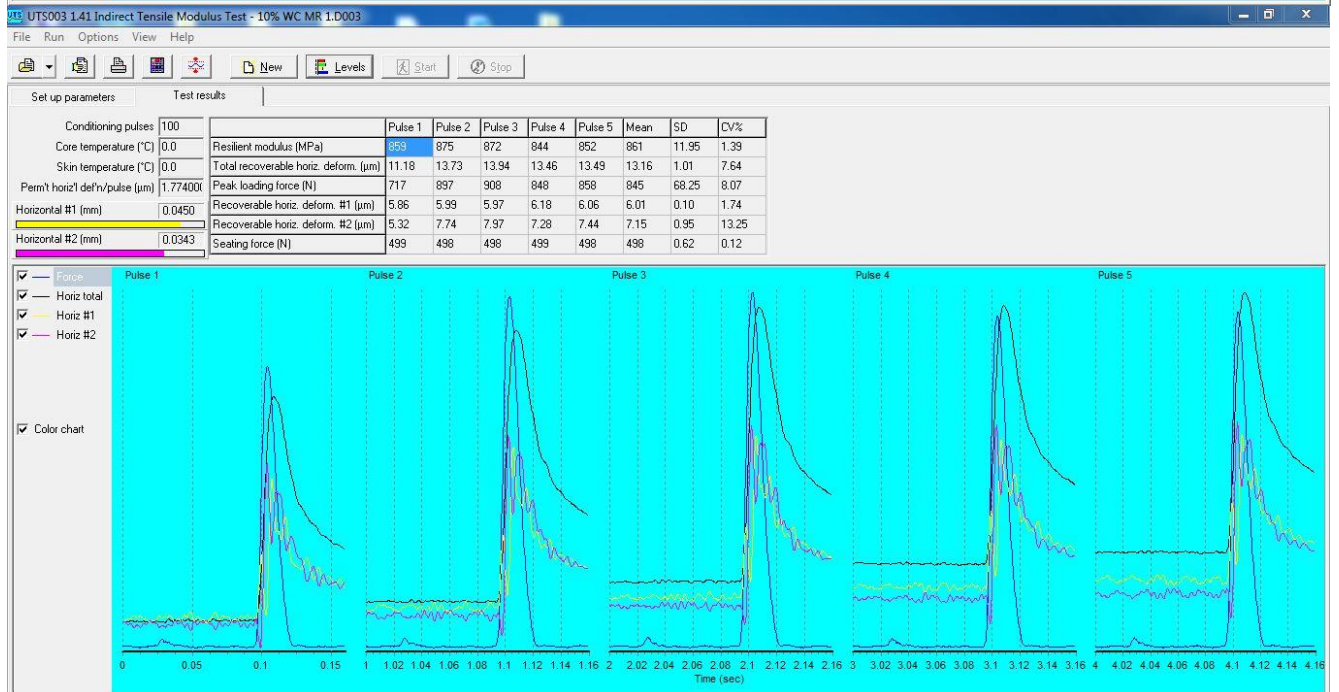 UTS UTS003 1.41 Indirect Tensile Modulus Test - 10% WC MR 1.D003
File Run Options View Help
New Levels Start Stop
Set up parameters Test results
Conditioning pulses 100
Core temperature (°C) 0.0
Skin temperature (°C) 0.0
Perm't horiz'l def'n/pulse (µm) 1.77400(
Horizontal #1 (mm) 0.0450
Horizontal #2 (mm) 0.0343
Pulse 1 Pulse 2 Pulse 3 Pulse 4 Pulse 5 Mean SD CV%
Resilient modulus (MPa) 859 875 872 844 852 861 11.95 1.39
Total recoverable horiz. deform. (µm) 11.18 13.73 13.94 13.46 13.49 13.16 1.01 7.64
Peak loading force (N) 717 897 908 848 858 845 68.25 8.07
Recoverable horiz. deform. #1 (µm) 5.86 5.99 5.97 6.18 6.06 6.01 0.10 1.74
Recoverable horiz. deform. #2 (µm) 5.32 7.74 7.97 7.28 7.44 7.15 0.95 13.25
Seating force (N) 499 498 498 499 498 498 0.62 0.12
Force
Horiz total
Horiz #1
Horiz #2
Color chart
Pulse 1 Pulse 2 Pulse 3 Pulse 4 Pulse 5
0 0.05 0.1 0.15 1 1.02 1.04 1.06 1.08 1.1 1.12 1.14 1.16 2 2.02 2.04 2.06 2.08 2.1 2.12 2.14 2.16 3 3.02 3.04 3.06 3.08 3.1 3.12 3.14 3.16 4 4.02 4.04 4.06 4.08 4.1 4.12 4.14 4.16
Time (sec)